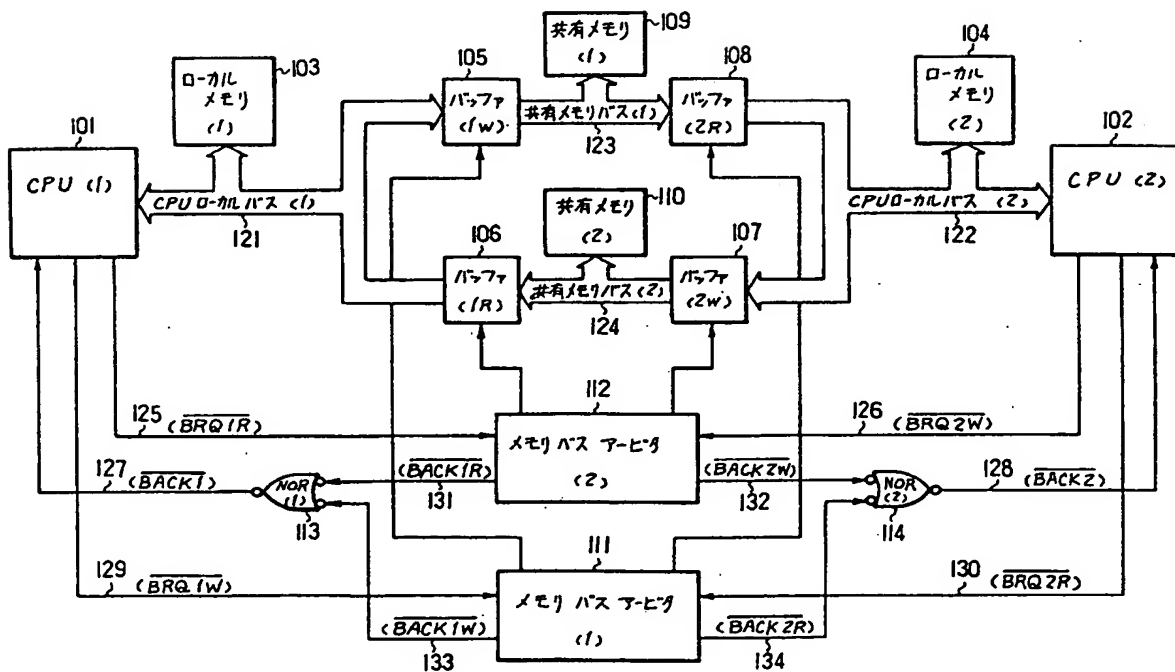 109
共有メモリ
(1)
103
ローカル
メモリ
(1)
105
バッファ
(1W)
共有メモリバス(1)
123
108
バッファ
(2R)
104
ローカル
メモリ
(2)
101
CPU (1)
102
CPU (2)
CPUローカルバス (1)
121
110
共有メモリ
(2)
CPUローカルバス (2)
122
106
バッファ
(1R)
共有メモリバス(2)
124
107
バッファ
(2W)
112
メモリバス アービタ
(2)
125
(BRQ1R)
126
(BRQ2W)
127
(BACK1)
NOR
(1)
113
(BACK1R)
131
(BACK2W)
132
NOR
(2)
114
128
(BACK2)
111
メモリ バス アービタ
(1)
129
(BRQ1W)
130
(BRQ2R)
(BACK1W)
133
(BACK2R)
134